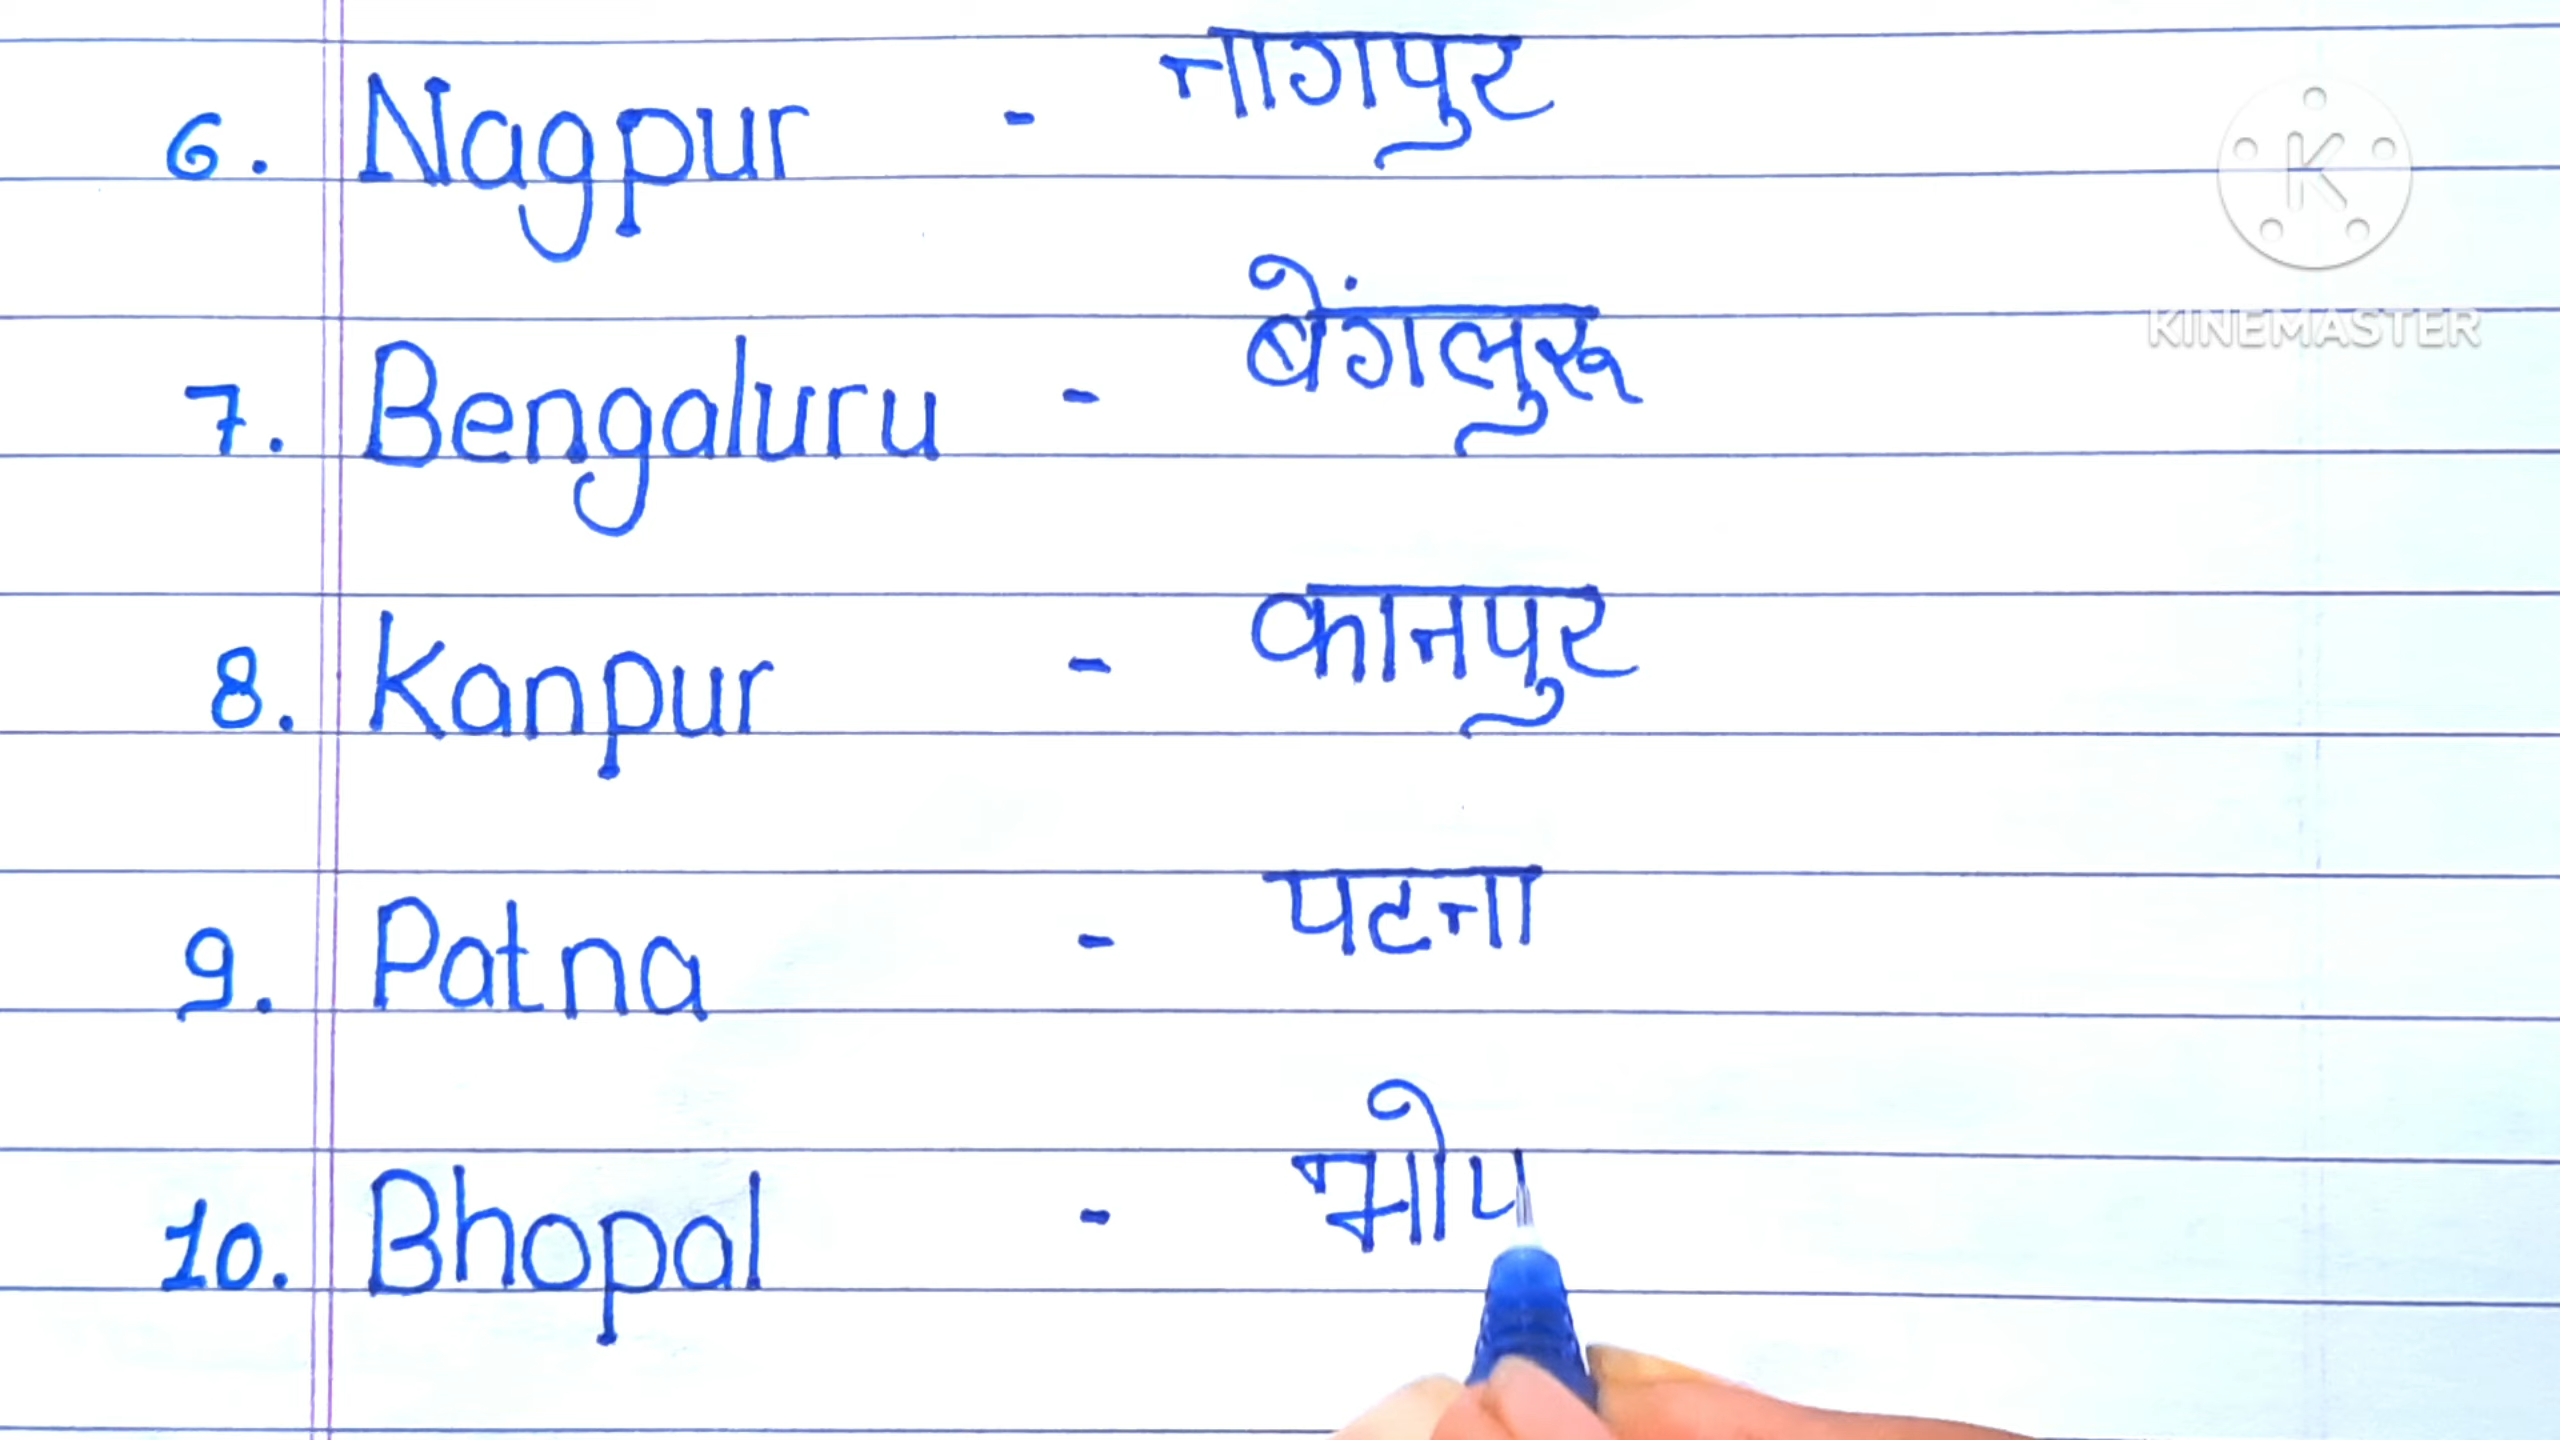 6. Nagpur - नागपुर
K
KINEMASTER
7. Bengaluru - बेंगलुरू
8. Kanpur - कानपुर
9. Patna - पटना
10. Bhopal - भोप